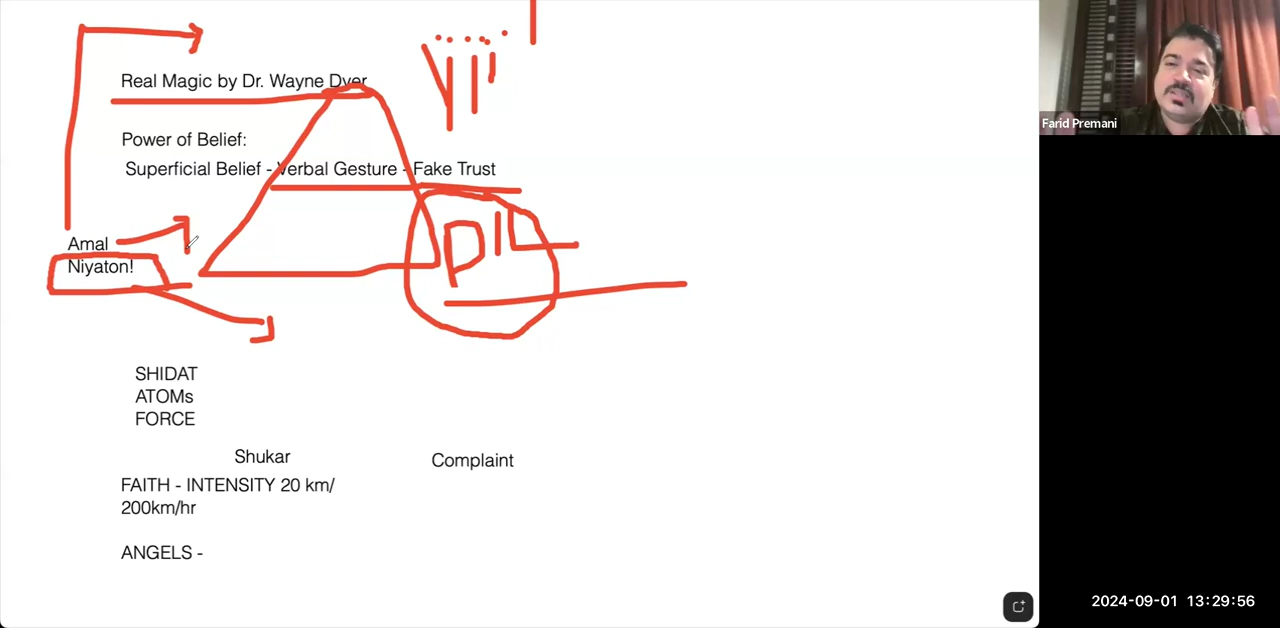 Real Magic by Dr. Wayne Dyer
Power of Belief:
Superficial Belief - Verbal Gesture - Fake Trust
Amal
Niyaton!
SHIDAT
ATOMs
FORCE
Shukar
Complaint
FAITH - INTENSITY 20 km/
200km/hr
ANGELS -
Farid Premani
2024-09-01 13:29:56